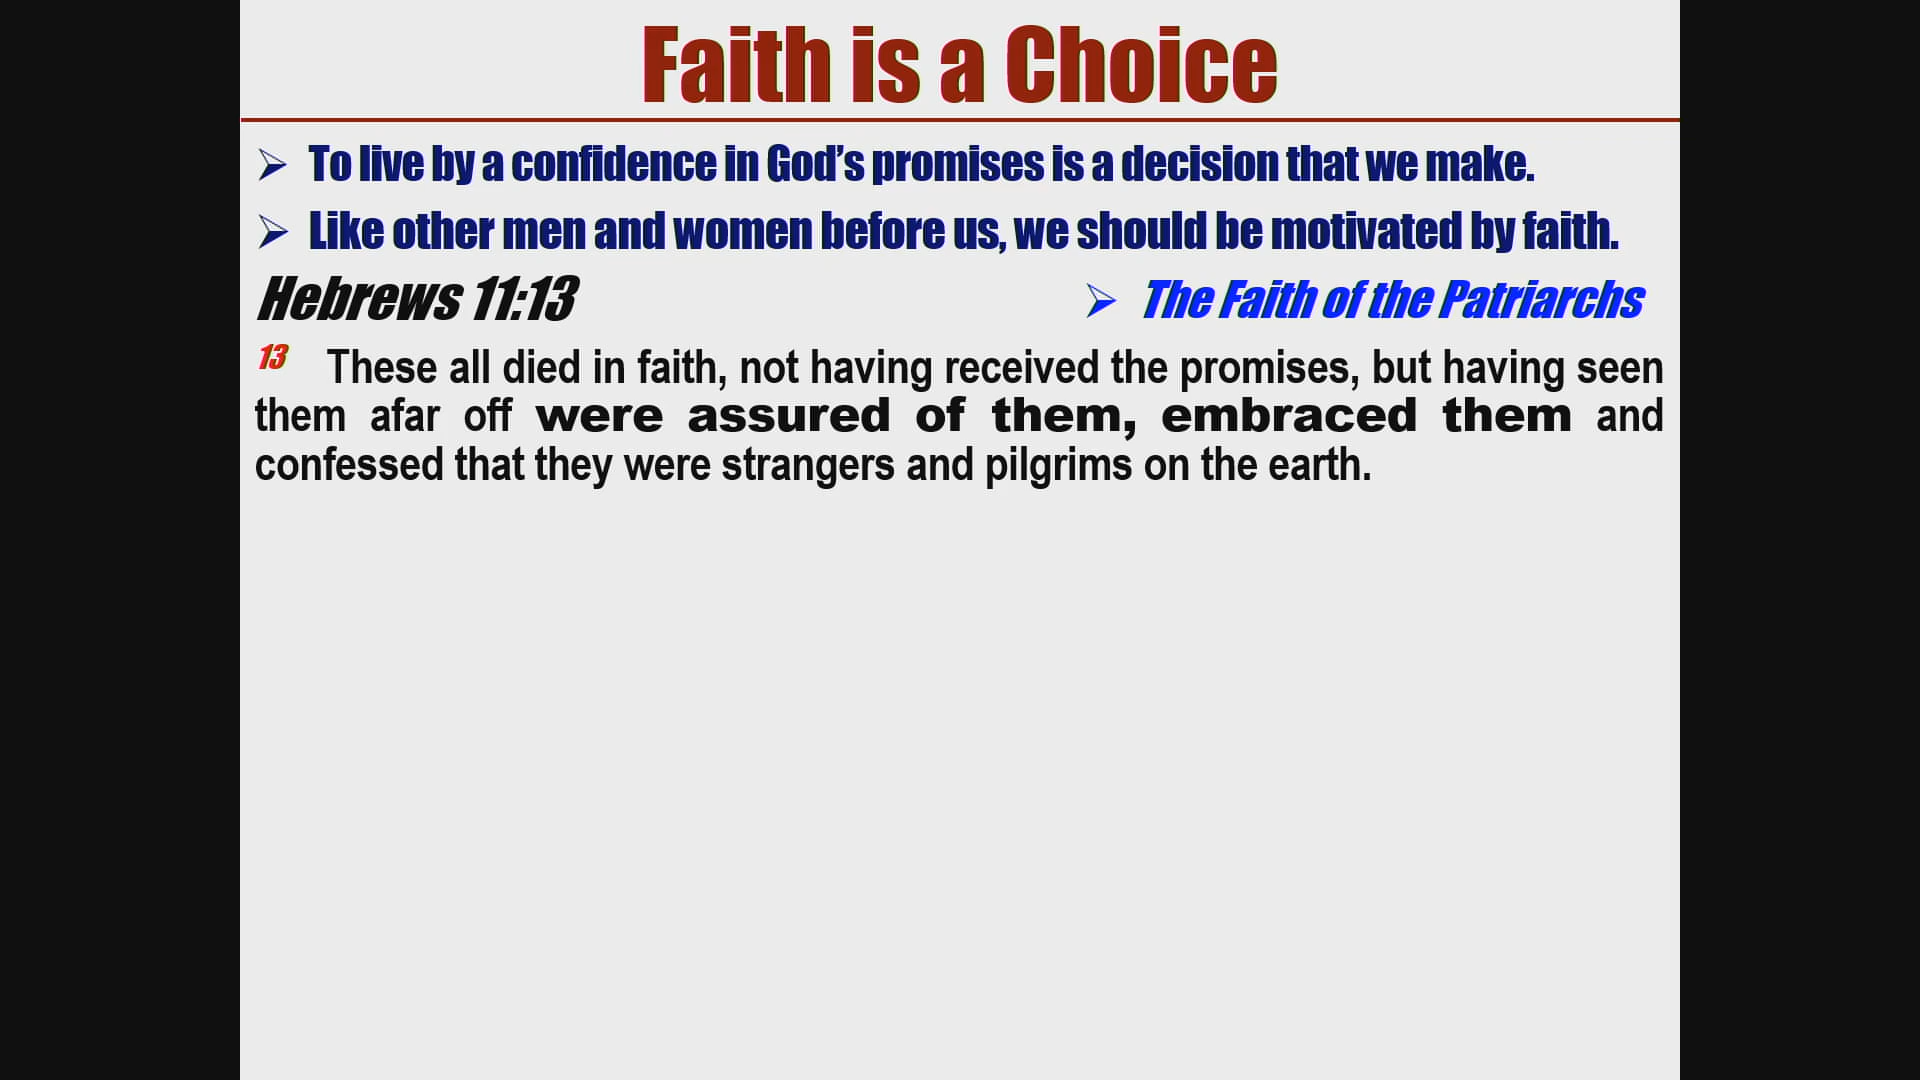 Faith is a Choice
➢ To live by a confidence in God’s promises is a decision that we make.
➢ Like other men and women before us, we should be motivated by faith.
Hebrews 11:13 ➢ The Faith of the Patriarchs
13 These all died in faith, not having received the promises, but having seen
them afar off were assured of them, embraced them and
confessed that they were strangers and pilgrims on the earth.